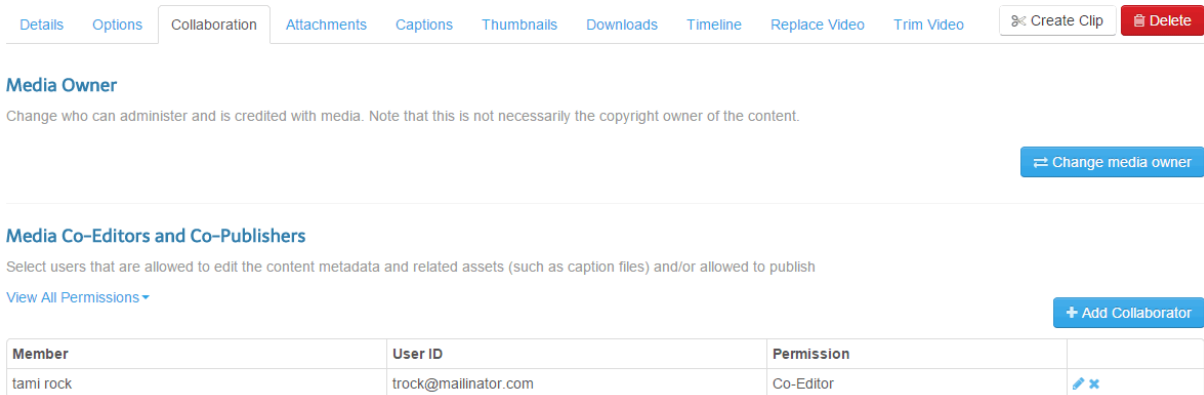 Details Options Collaboration Attachments Captions Thumbnails Downloads Timeline Replace Video Trim Video Create Clip Delete
Media Owner
Change who can administer and is credited with media. Note that this is not necessarily the copyright owner of the content.
Change media owner
Media Co-Editors and Co-Publishers
Select users that are allowed to edit the content metadata and related assets (such as caption files) and/or allowed to publish
View All Permissions
+ Add Collaborator
Member User ID Permission
tami rock trock@mailinator.com Co-Editor